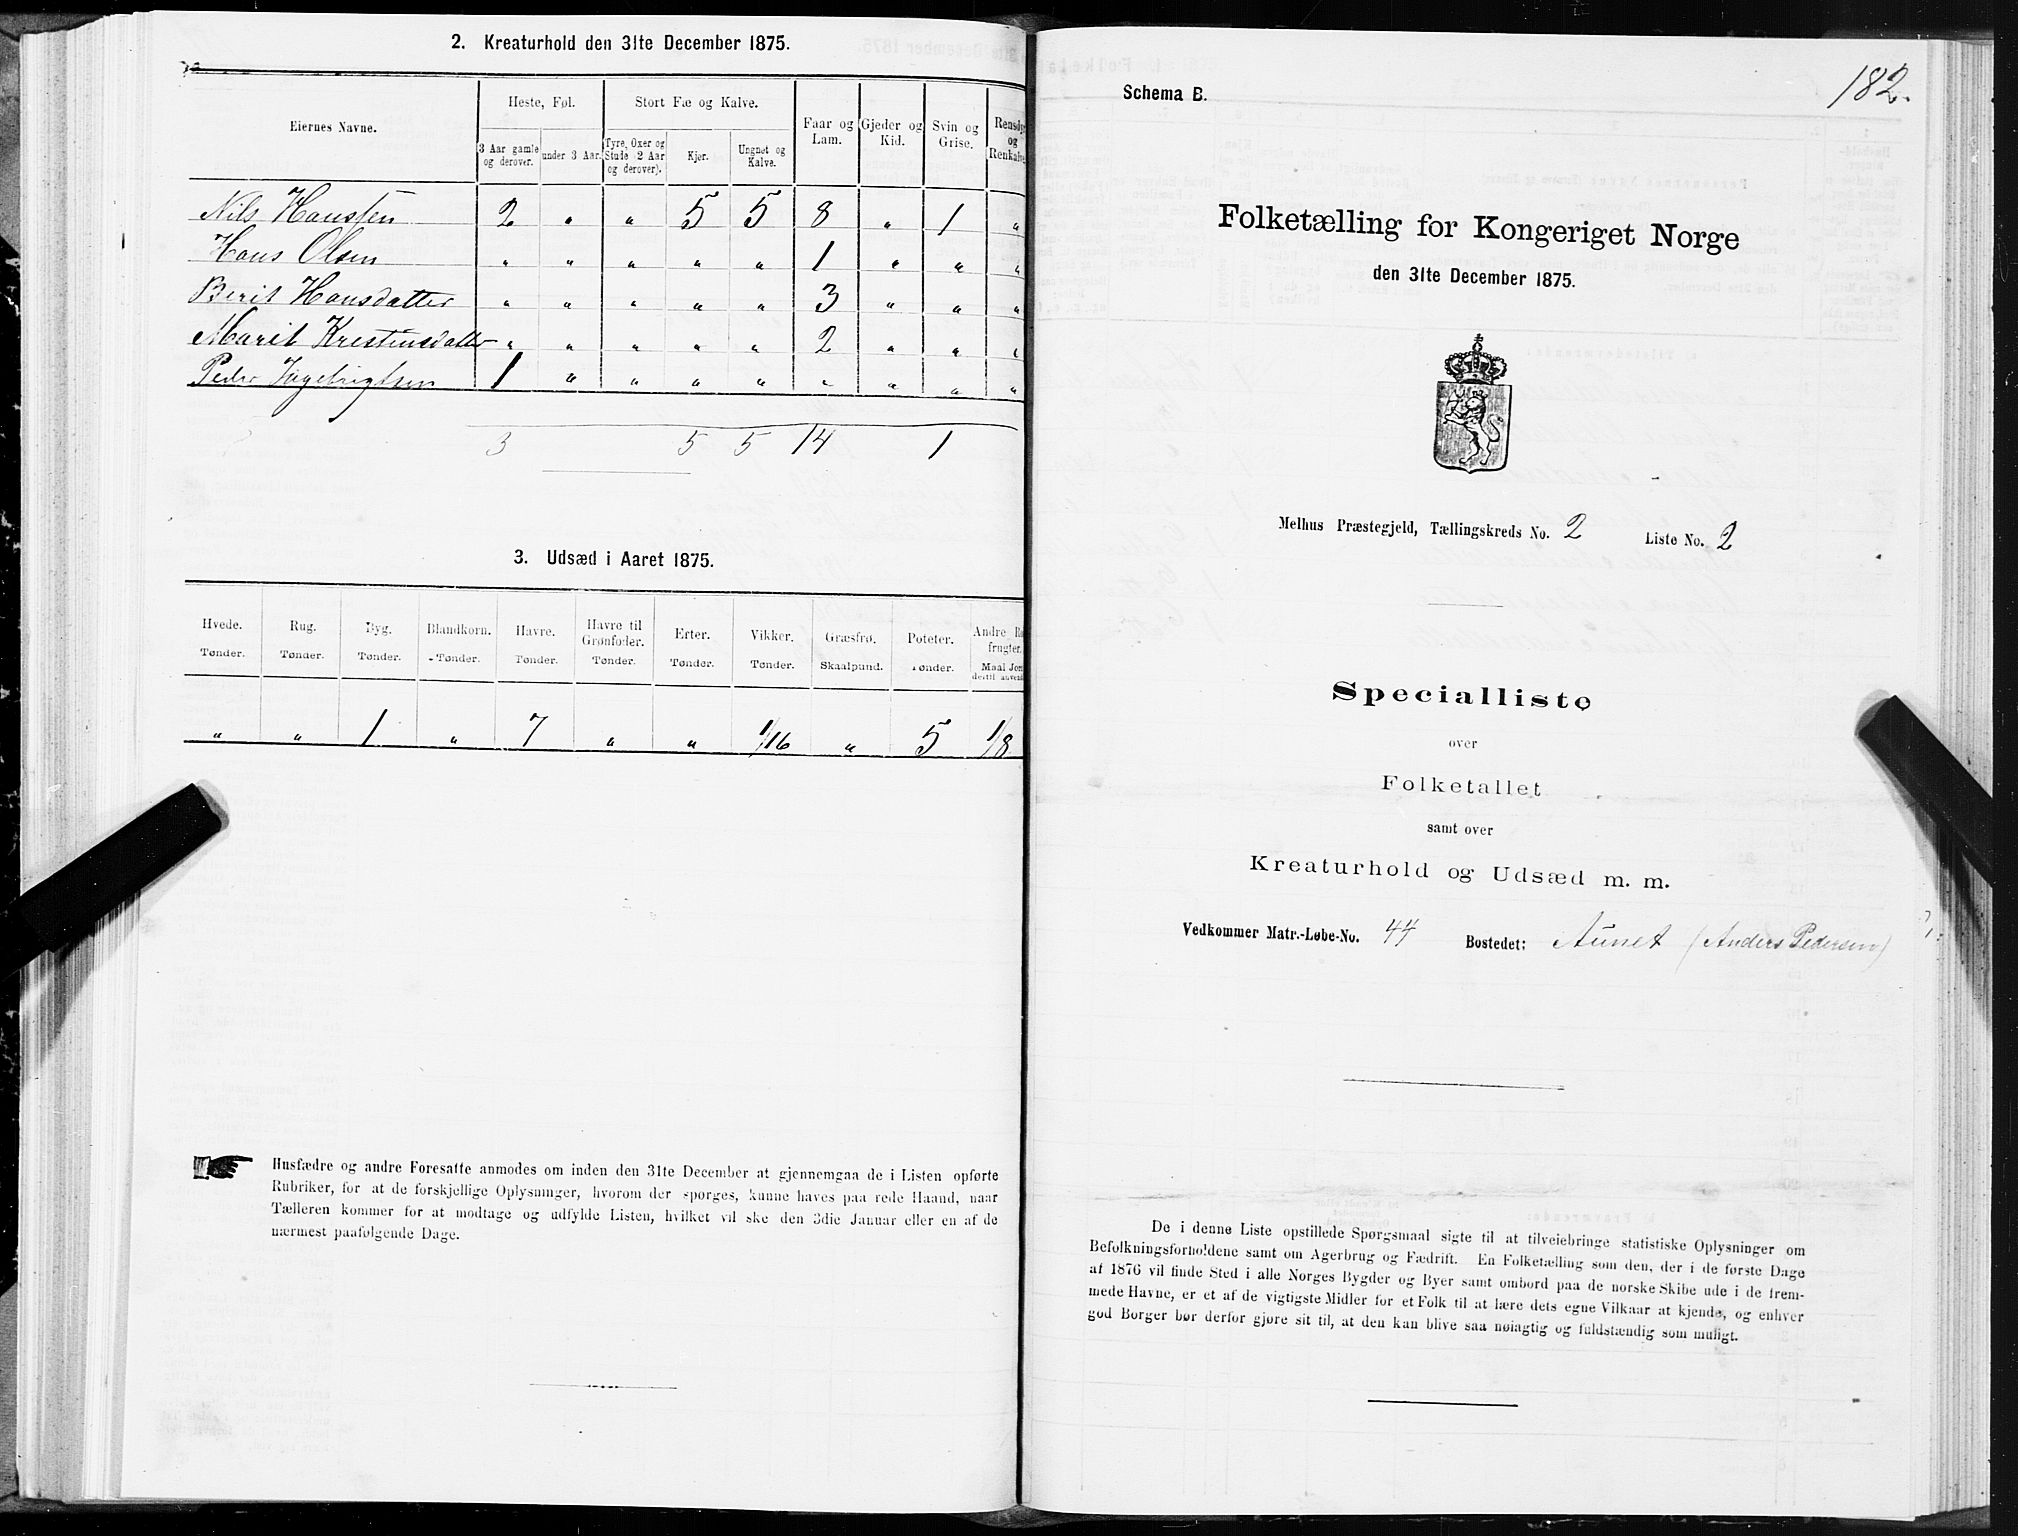 2. Kreaturhold den 31te December 1875.
Eiernes Navne. Heste, Føl. Stort Fæ og Kalve. Faar og Lam. Gjeder og Kid. Svin og Grise. Rensdyr og Renkalve
3 Aar gamle og derover. under 3 Aar. Tyre, Oxer og Stude (2 Aar og derover). Kjør. Ungnøt og Kalve.
Nils Hanssen 2 " " 5 5 8 " 1 "
Hans Olsen " " " " " 1 " " "
Berit Hansdatter " " " " " 3 " " "
Marit Krestensdatter " " " " " 2 " " "
Peder Ingebrigtsen 1 " " " " " " " "
3 5 5 14 1
3. Udsæd i Aaret 1875.
Hvede. Rug. Byg. Blandkorn. Havre. Havre til Grønfoder. Erter. Vikker. Græsfrø. Poteter. Andre
frugter.
Tønder. Tønder. Tønder. Tønder. Tønder. Tønder. Tønder. Tønder. Skaalpund. Tønder. Maal Jord
dertil anvend
" " 1 " 7 " " 1/16 " 5 1/8
Husfædre og andre Foresatte anmodes om inden den 31te December at gjennemgaa de i Listen opførte
Rubriker, for at de forskjellige Oplysninger, hvorom der spørges, kunne haves paa rede Haand, naar
Tælleren kommer for at modtage og udfylde Listen, hvilket vil ske den 3die Januar eller en af de
nærmest paafølgende Dage.
182.
Schema B.
Folketælling for Kongeriget Norge
den 31te December 1875.
Melhus Præstegjeld, Tællingskreds No. 2 Liste No. 2
Specialliste
over
Folketallet
samt over
Kreaturhold og Udsæd m. m.
Vedkommer Matr.-Løbe-No. 44 Bostedet: Aunet (Anders Pedersen)
De i denne Liste opstillede Spørgsmaal sigte til at tilveiebringe statistiske Oplysninger om
Befolkningsforholdene samt om Agerbrug og Fædrift. En Folketælling som den, der i de første Dage
af 1876 vil finde Sted i alle Norges Bygder og Byer samt ombord paa de norske Skibe ude i de frem-
mede Havne, er et af de vigtigste Midler for et Folk til at lære dets egne Vilkaar at kjende, og enhver
god Borger bør derfor gjøre sit til, at den kan blive saa nøiagtig og fuldstændig som muligt.